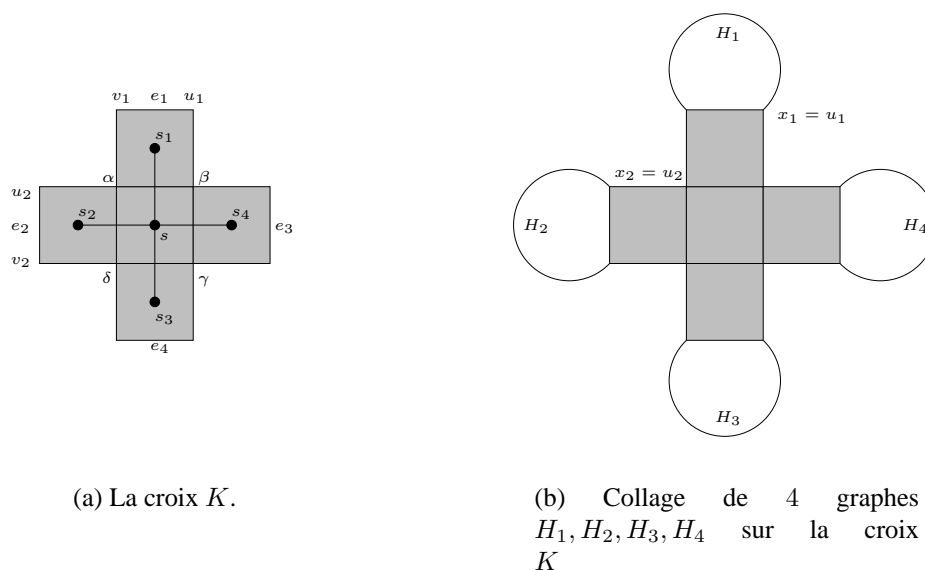 v₁ e₁ u₁
s₁
α β
u₂
s₂ s₄
e₂ s e₃
v₂
δ γ
s₃
e₄
(a) La croix K.
H₁
x₁ = u₁
x₂ = u₂
H₂ H₄
H₃
(b) Collage de 4 graphes
H₁, H₂, H₃, H₄ sur la croix
K